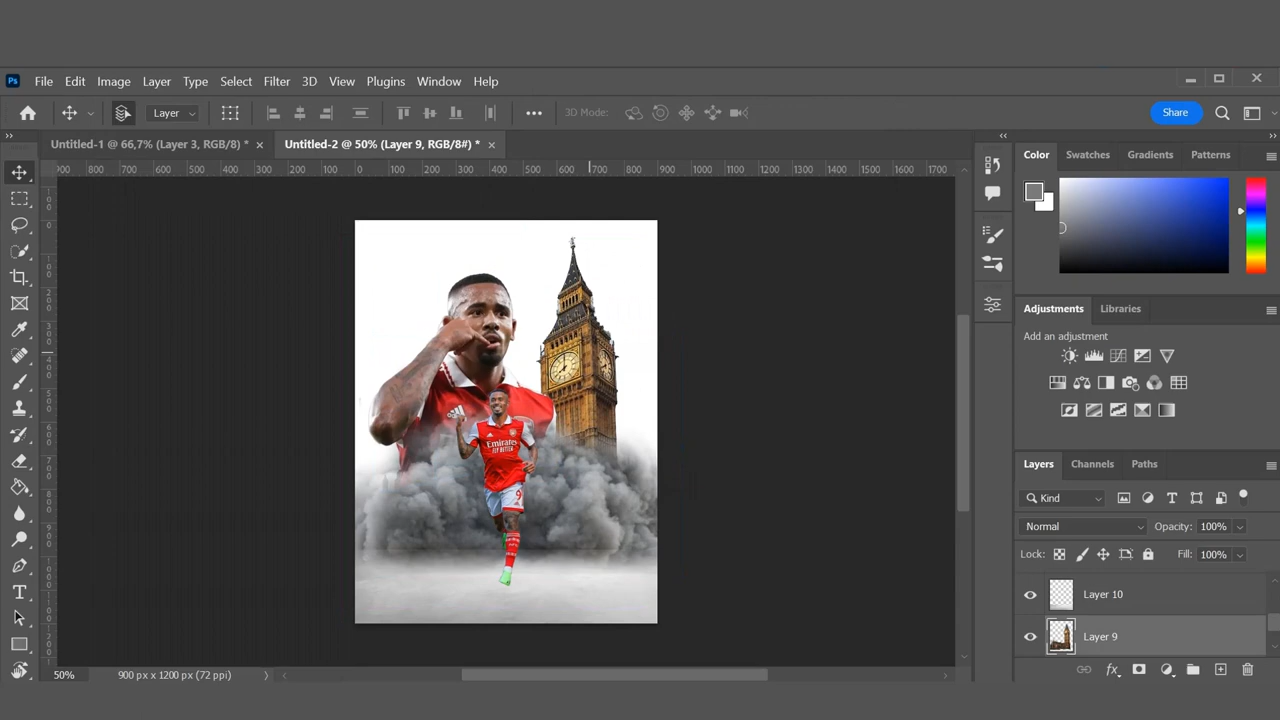 Ps File Edit Image Layer Type Select Filter 3D View Plugins Window Help
Layer 3D Mode: Share
Untitled-1 @ 66,7% (Layer 3, RGB/8) * Untitled-2 @ 50% (Layer 9, RGB/8#) *
900 800 700 600 500 400 300 200 100 0 100 200 300 400 500 600 700 800 900 1000 1100 1200 1300 1400 1500 1600 1700
Color Swatches Gradients Patterns
Adjustments Libraries
Add an adjustment
Emirates
FLY BETTER
9
Layers Channels Paths
Kind
Normal Opacity: 100%
Lock: Fill: 100%
Layer 10
Layer 9
50% 900 px x 1200 px (72 ppi)
fx